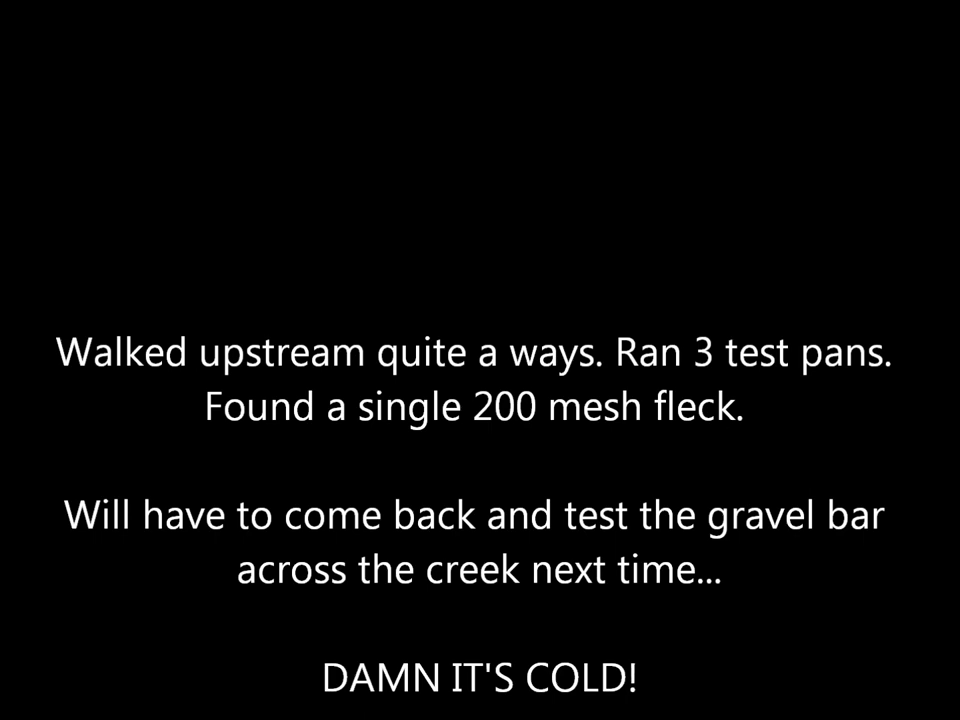 Walked upstream quite a ways. Ran 3 test pans.
Found a single 200 mesh fleck.
Will have to come back and test the gravel bar
across the creek next time...
DAMN IT'S COLD!